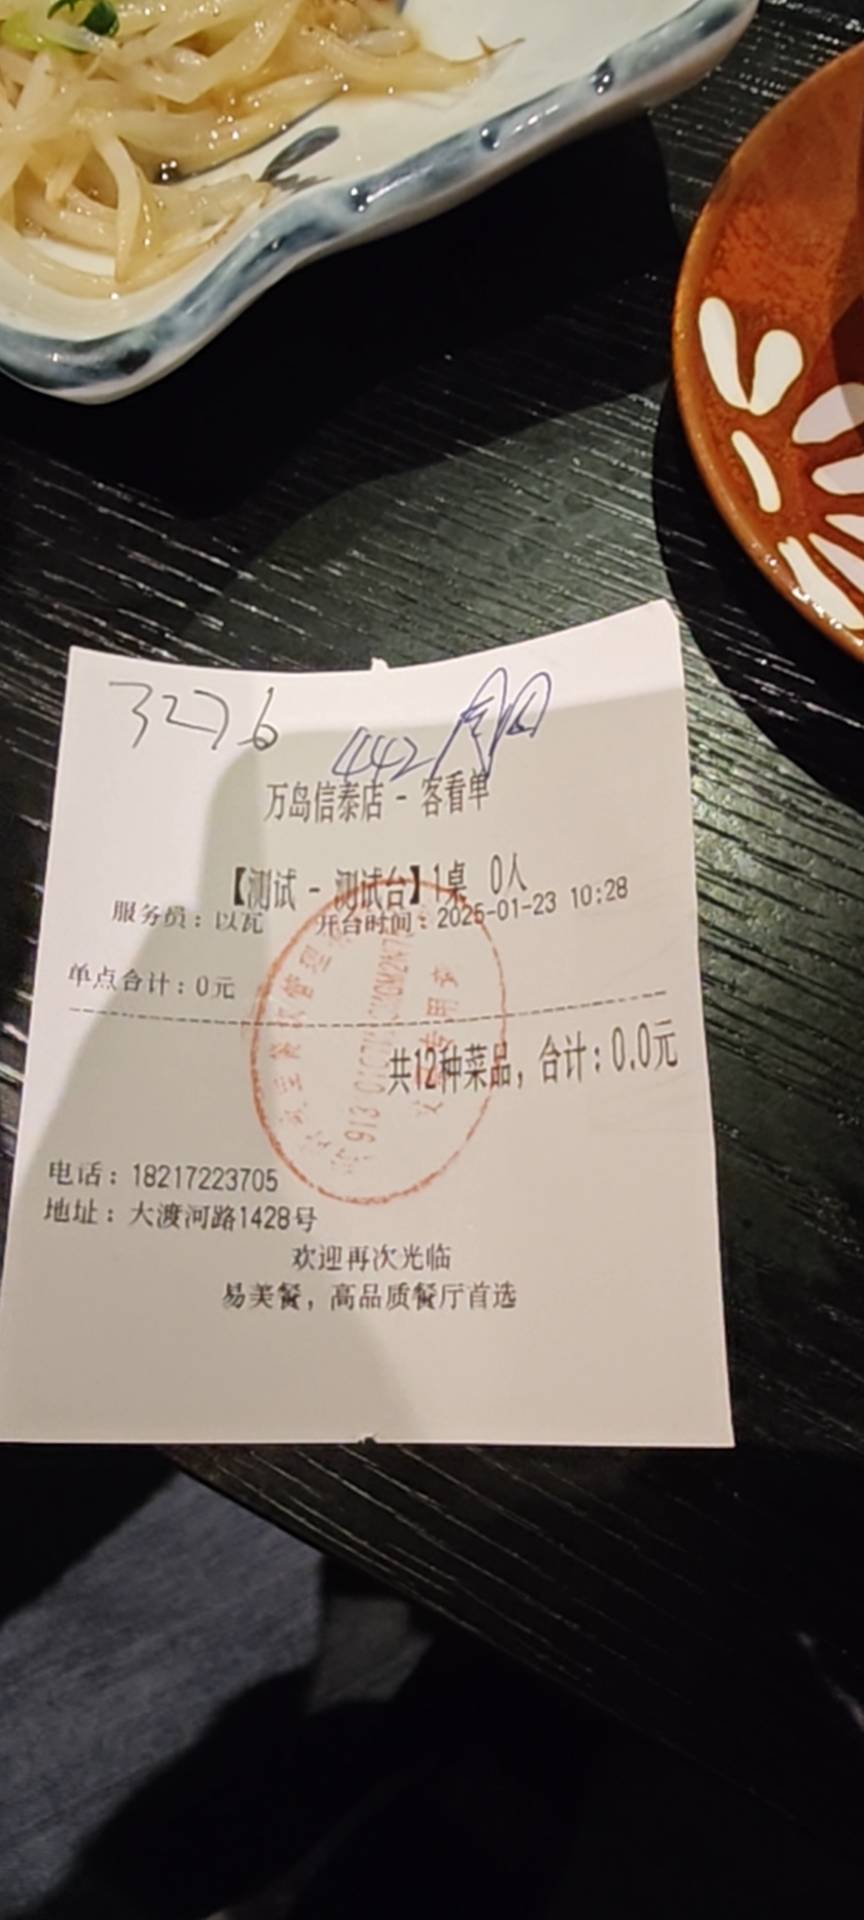 3276
442
万岛信泰店 - 客看单
【测试 - 测试台】1桌 0人
服务员：以瓦 开台时间：2025-01-23 10:28
单点合计：0元
共12种菜品，合计：0.0元
电话：18217223705
地址：大渡河路1428号
欢迎再次光临
易美餐，高品质餐厅首选